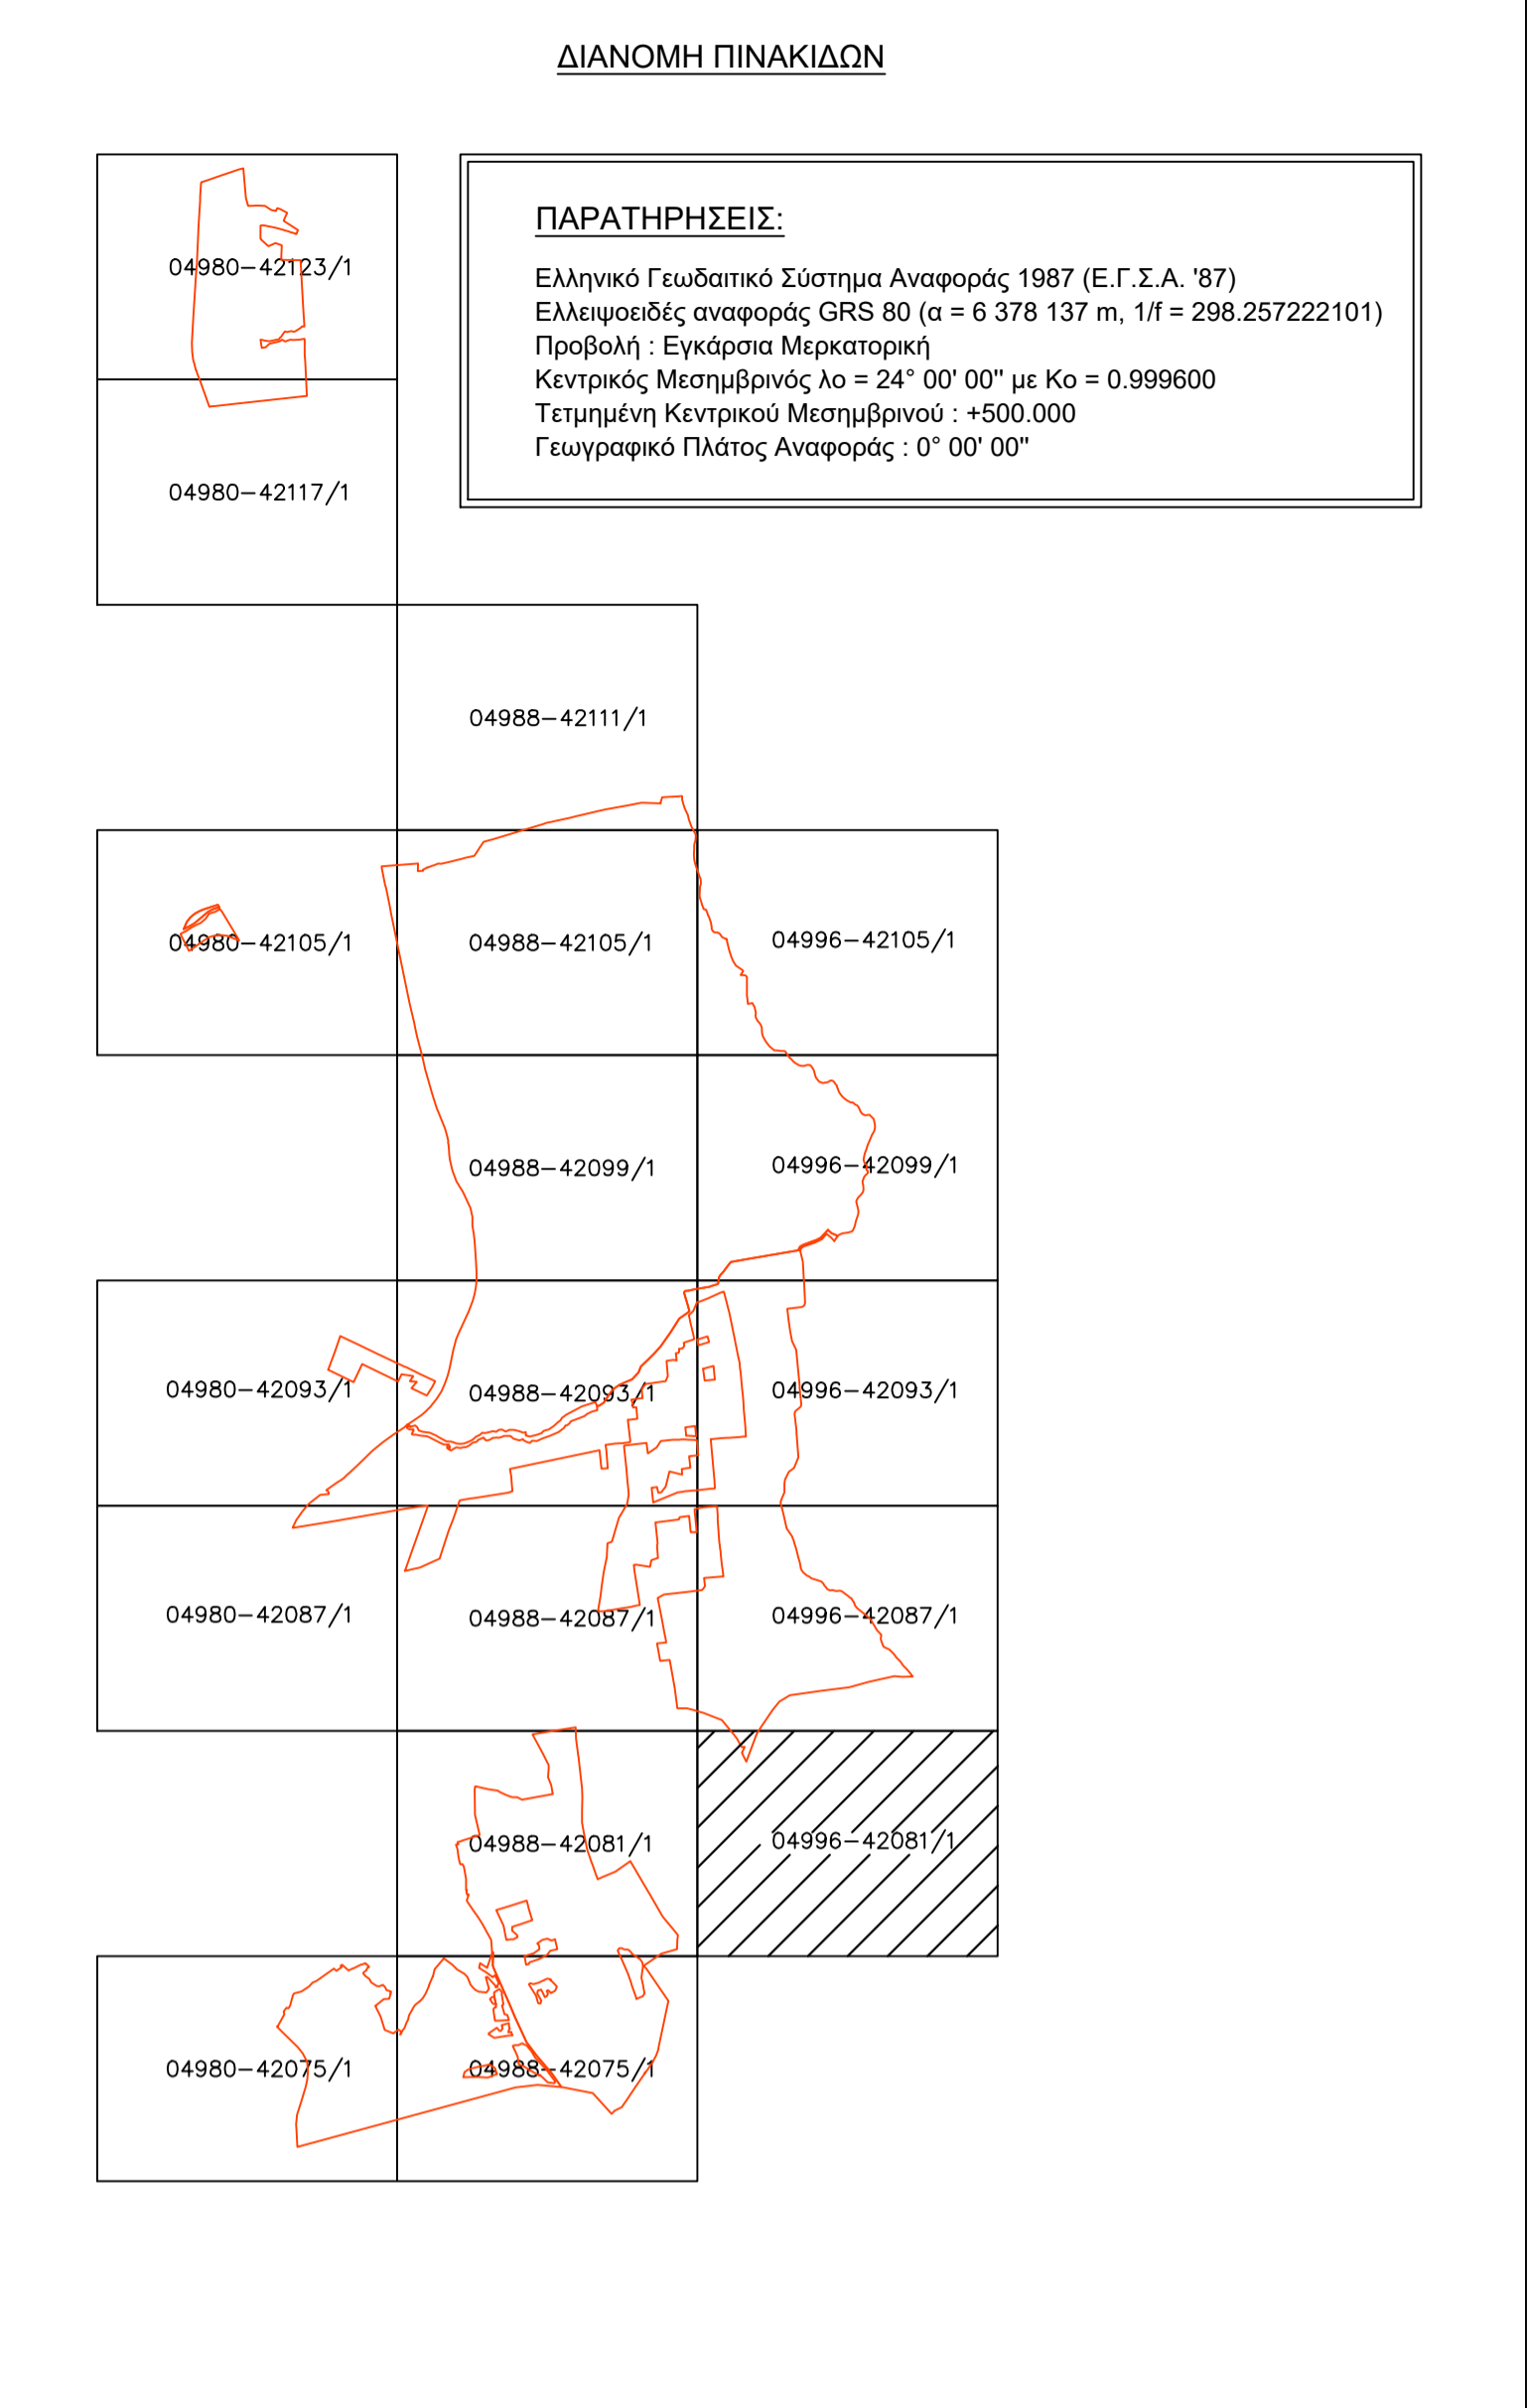 ΔΙΑΝΟΜΗ ΠΙΝΑΚΙΔΩΝ
ΠΑΡΑΤΗΡΗΣΕΙΣ:
Ελληνικό Γεωδαιτικό Σύστημα Αναφοράς 1987 (Ε.Γ.Σ.Α. '87)
Ελλειψοειδές αναφοράς GRS 80 (α = 6 378 137 m, 1/f = 298.257222101)
Προβολή : Εγκάρσια Μερκατορική
Κεντρικός Μεσημβρινός λο = 24° 00' 00'' με Κο = 0.999600
Τετμημένη Κεντρικού Μεσημβρινού : +500.000
Γεωγραφικό Πλάτος Αναφοράς : 0° 00' 00''
04980-42123/1
04980-42117/1
04988-42111/1
04980-42105/1
04988-42105/1
04996-42105/1
04988-42099/1
04996-42099/1
04980-42093/1
04988-42093/1
04996-42093/1
04980-42087/1
04988-42087/1
04996-42087/1
04988-42081/1
04996-42081/1
04980-42075/1
04988-42075/1